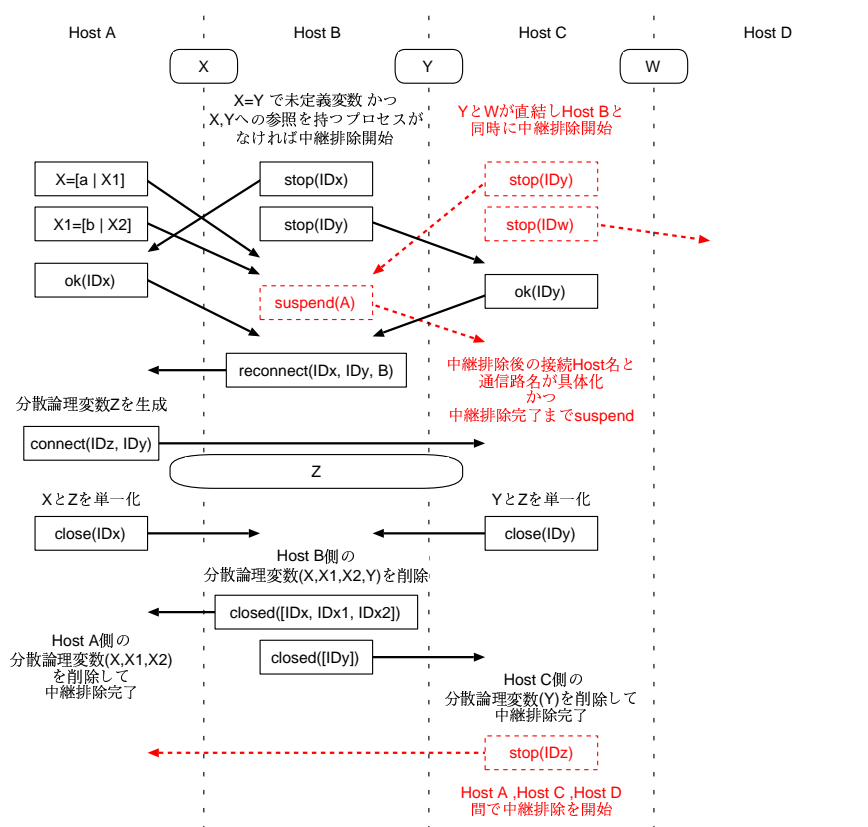 Host A
Host B
Host C
Host D
X
Y
W
X=Y で未定義変数 かつ
X,Yへの参照を持つプロセスが
なければ中継排除開始
YとWが直結しHost Bと
同時に中継排除開始
X=[a | X1]
stop(IDx)
stop(IDy)
X1=[b | X2]
stop(IDy)
stop(IDw)
ok(IDx)
suspend(A)
ok(IDy)
reconnect(IDx, IDy, B)
中継排除後の接続Host名と
通信路名が具体化
かつ
中継排除完了までsuspend
分散論理変数Zを生成
connect(IDz, IDy)
Z
XとZを単一化
YとZを単一化
close(IDx)
close(IDy)
Host B側の
分散論理変数(X,X1,X2,Y)を削除
closed([IDx, IDx1, IDx2])
Host A側の
分散論理変数(X,X1,X2)
を削除して
中継排除完了
closed([IDy])
Host C側の
分散論理変数(Y)を削除して
中継排除完了
stop(IDz)
Host A ,Host C ,Host D
間で中継排除を開始